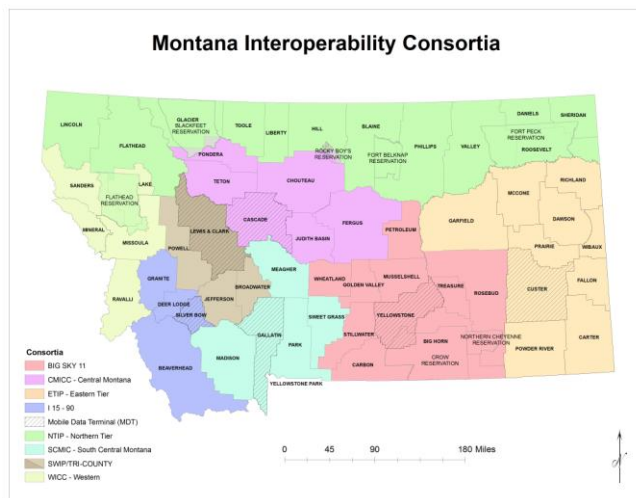 Montana Interoperability Consortia
LINCOLN
FLATHEAD
GLACIER
BLACKFEET
RESERVATION
TOOLE
LIBERTY
HILL
BLAINE
PHILLIPS
VALLEY
DANIELS
SHERIDAN
FORT PECK
RESERVATION
ROOSEVELT
ROCKY BOY'S
RESERVATION
FORT BELKNAP
RESERVATION
PONDERA
TETON
CHOUTEAU
SANDERS
LAKE
FLATHEAD
RESERVATION
MINERAL
MISSOULA
POWELL
LEWIS & CLARK
CASCADE
JUDITH BASIN
FERGUS
PETROLEUM
GARFIELD
MCCONE
RICHLAND
DAWSON
PRAIRIE
WIBAUX
RAVALLI
GRANITE
DEER LODGE
SILVER BOW
JEFFERSON
BROADWATER
MEAGHER
WHEATLAND
GOLDEN VALLEY
MUSSELSHELL
TREASURE
ROSEBUD
CUSTER
FALLON
BEAVERHEAD
MADISON
GALLATIN
PARK
SWEET GRASS
STILLWATER
YELLOWSTONE
BIG HORN
NORTHERN CHEYENNE
RESERVATION
CROW
RESERVATION
POWDER RIVER
CARTER
CARBON
YELLOWSTONE PARK
Consortia
BIG SKY 11
CMICC - Central Montana
ETIP - Eastern Tier
I 15 - 90
Mobile Data Terminal (MDT)
NTIP - Northern Tier
SCMIC - South Central Montana
SWIP/TRI-COUNTY
WICC - Western
0 45 90 180 Miles
N